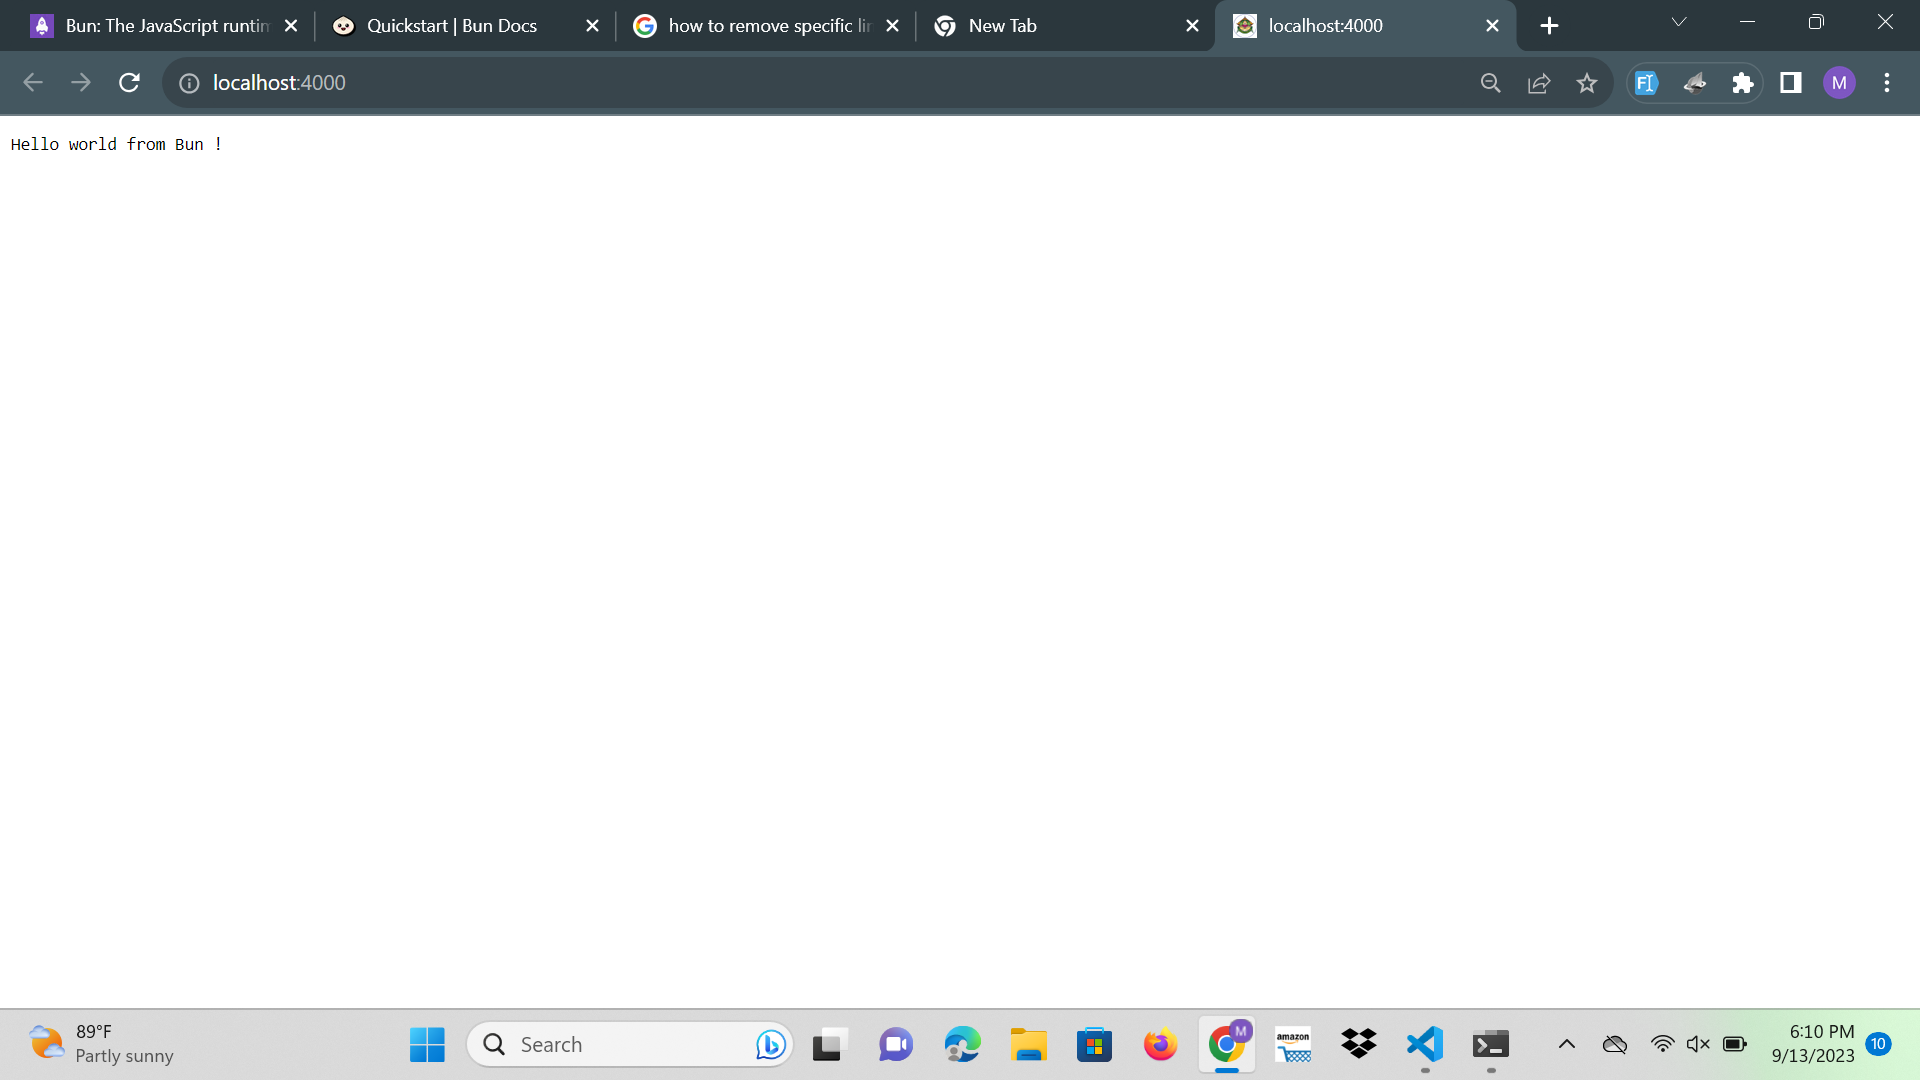 Bun: The JavaScript runtim
Quickstart | Bun Docs
how to remove specific lin
New Tab
localhost:4000
localhost:4000
M
Hello world from Bun !
89°F
Partly sunny
Search
M
amazon
6:10 PM
9/13/2023
10